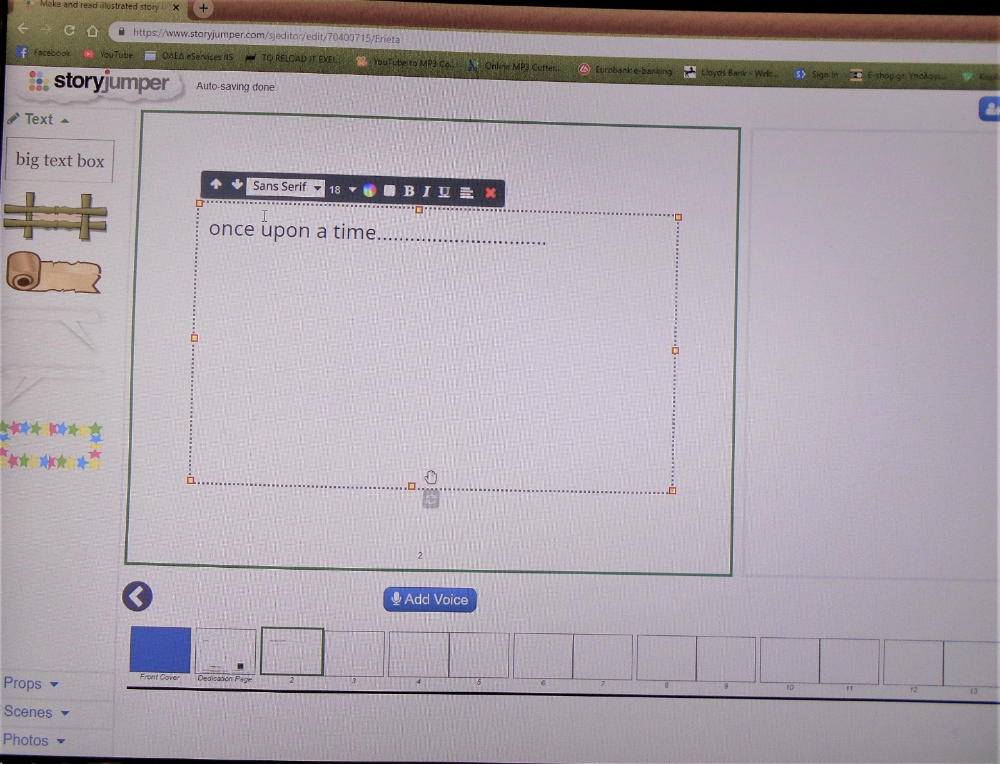 Make and read illustrated story
https://www.storyjumper.com/sjeditor/edit/70400715/Erieta
Facebook YouTube ΟΑΕΔ eServices IIS TO RELOAD IT EXEI... YouTube to MP3 Co... Online MP3 Cutter... Eurobank e-banking Lloyds Bank - Welc... Sign In E-shop.gr: Υπολογι...
storyjumper Auto-saving done.
Text
big text box
Sans Serif 18 B I U
once upon a time...............................
2
Add Voice
Front Cover Dedication Page 2 3 4 5 6 7 8 9 10 11 12 13
Props
Scenes
Photos